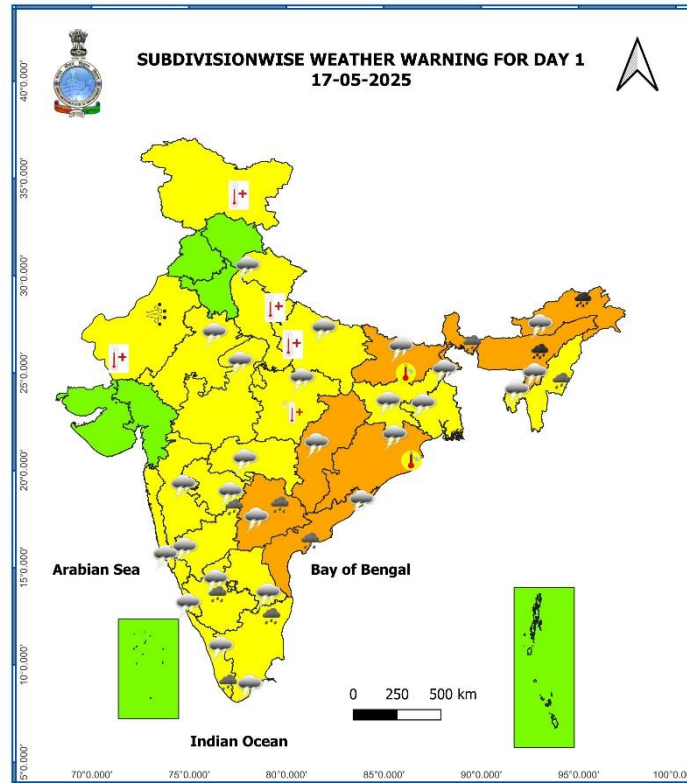 SUBDIVISIONWISE WEATHER WARNING FOR DAY 1
17-05-2025
40°0.000'
35°0.000'
30°0.000'
25°0.000'
20°0.000'
15°0.000'
10°0.000'
5°0.000'
Arabian Sea
Bay of Bengal
0 250 500 km
Indian Ocean
70°0.000' 75°0.000' 80°0.000' 85°0.000' 90°0.000' 95°0.000' 100°0.000'